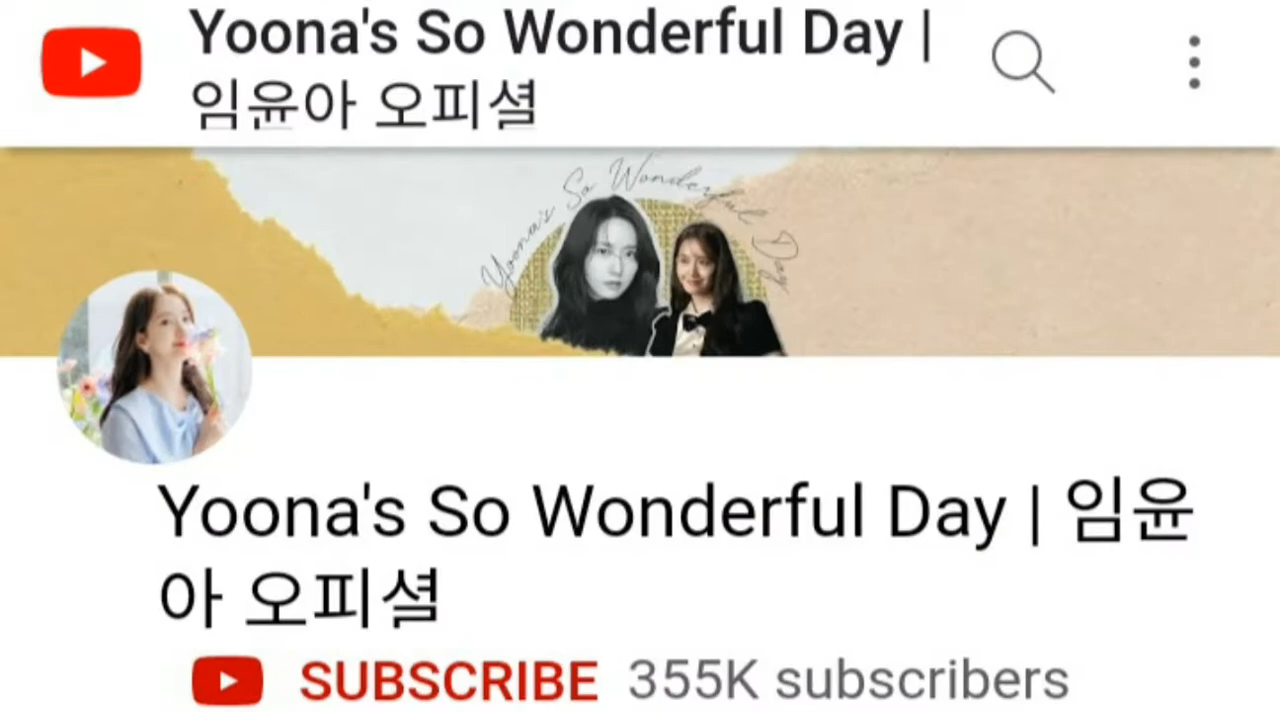 Yoona's So Wonderful Day |
임윤아 오피셜
Yoona's So Wonderful Day
Yoona's So Wonderful Day | 임윤
아 오피셜
SUBSCRIBE 355K subscribers